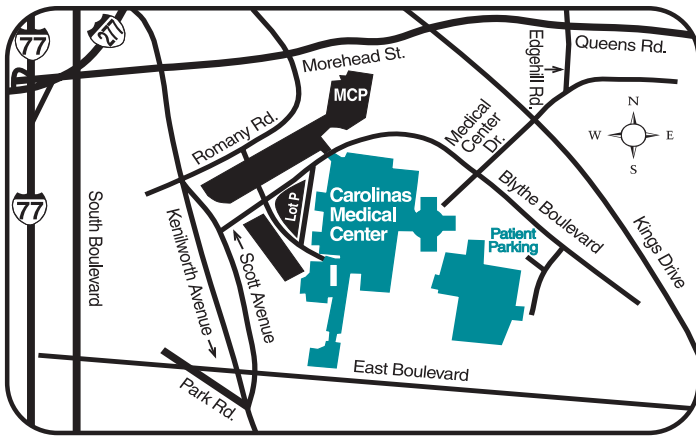 77
277
Morehead St.
Edgehill Rd.
Queens Rd.
MCP
Romany Rd.
Medical
Center
Dr.
N
W
E
S
77
South Boulevard
Kenilworth Avenue
Scott Avenue
Lot P
Carolinas
Medical
Center
Blythe Boulevard
Patient
Parking
Kings Drive
East Boulevard
Park Rd.